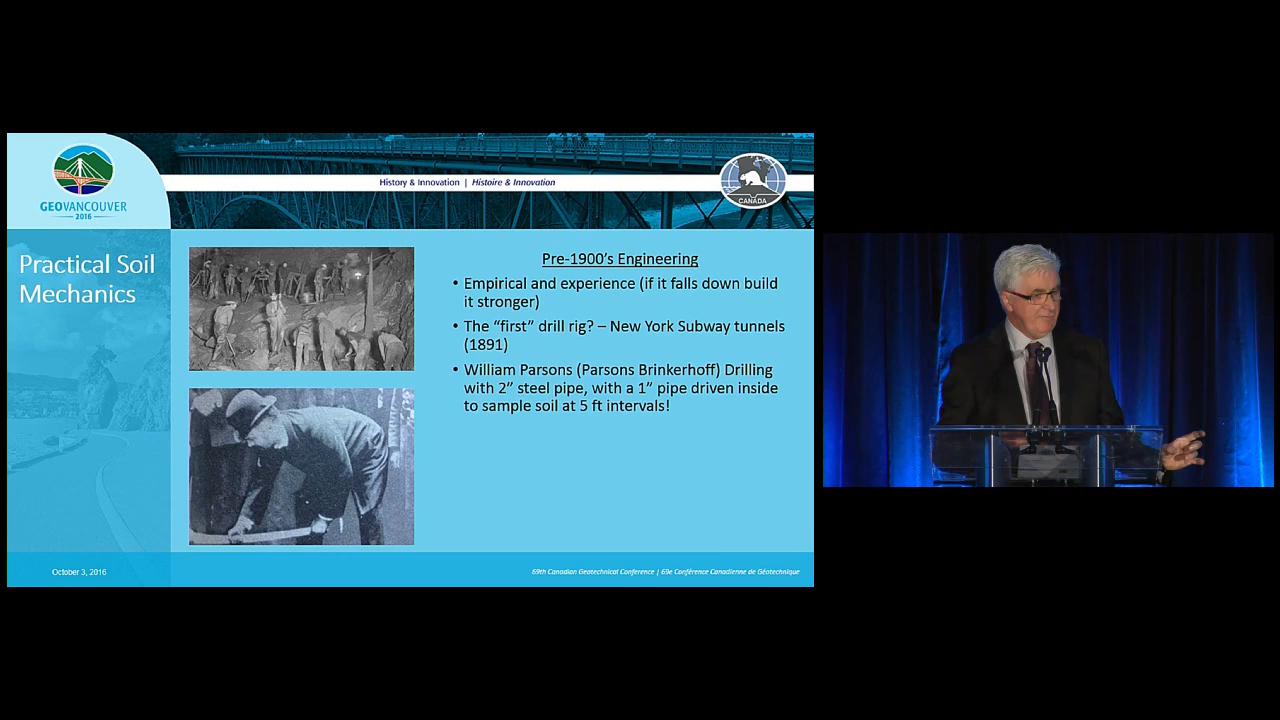 GEOVANCOUVER
2016
History & Innovation | Histoire & Innovation
CANADA
Practical Soil
Mechanics
Pre-1900's Engineering
• Empirical and experience (if it falls down build
it stronger)
• The “first” drill rig? – New York Subway tunnels
(1891)
• William Parsons (Parsons Brinkerhoff) Drilling
with 2” steel pipe, with a 1” pipe driven inside
to sample soil at 5 ft intervals!
October 3, 2016
69th Canadian Geotechnical Conference | 69e Conférence Canadienne de Géotechnique